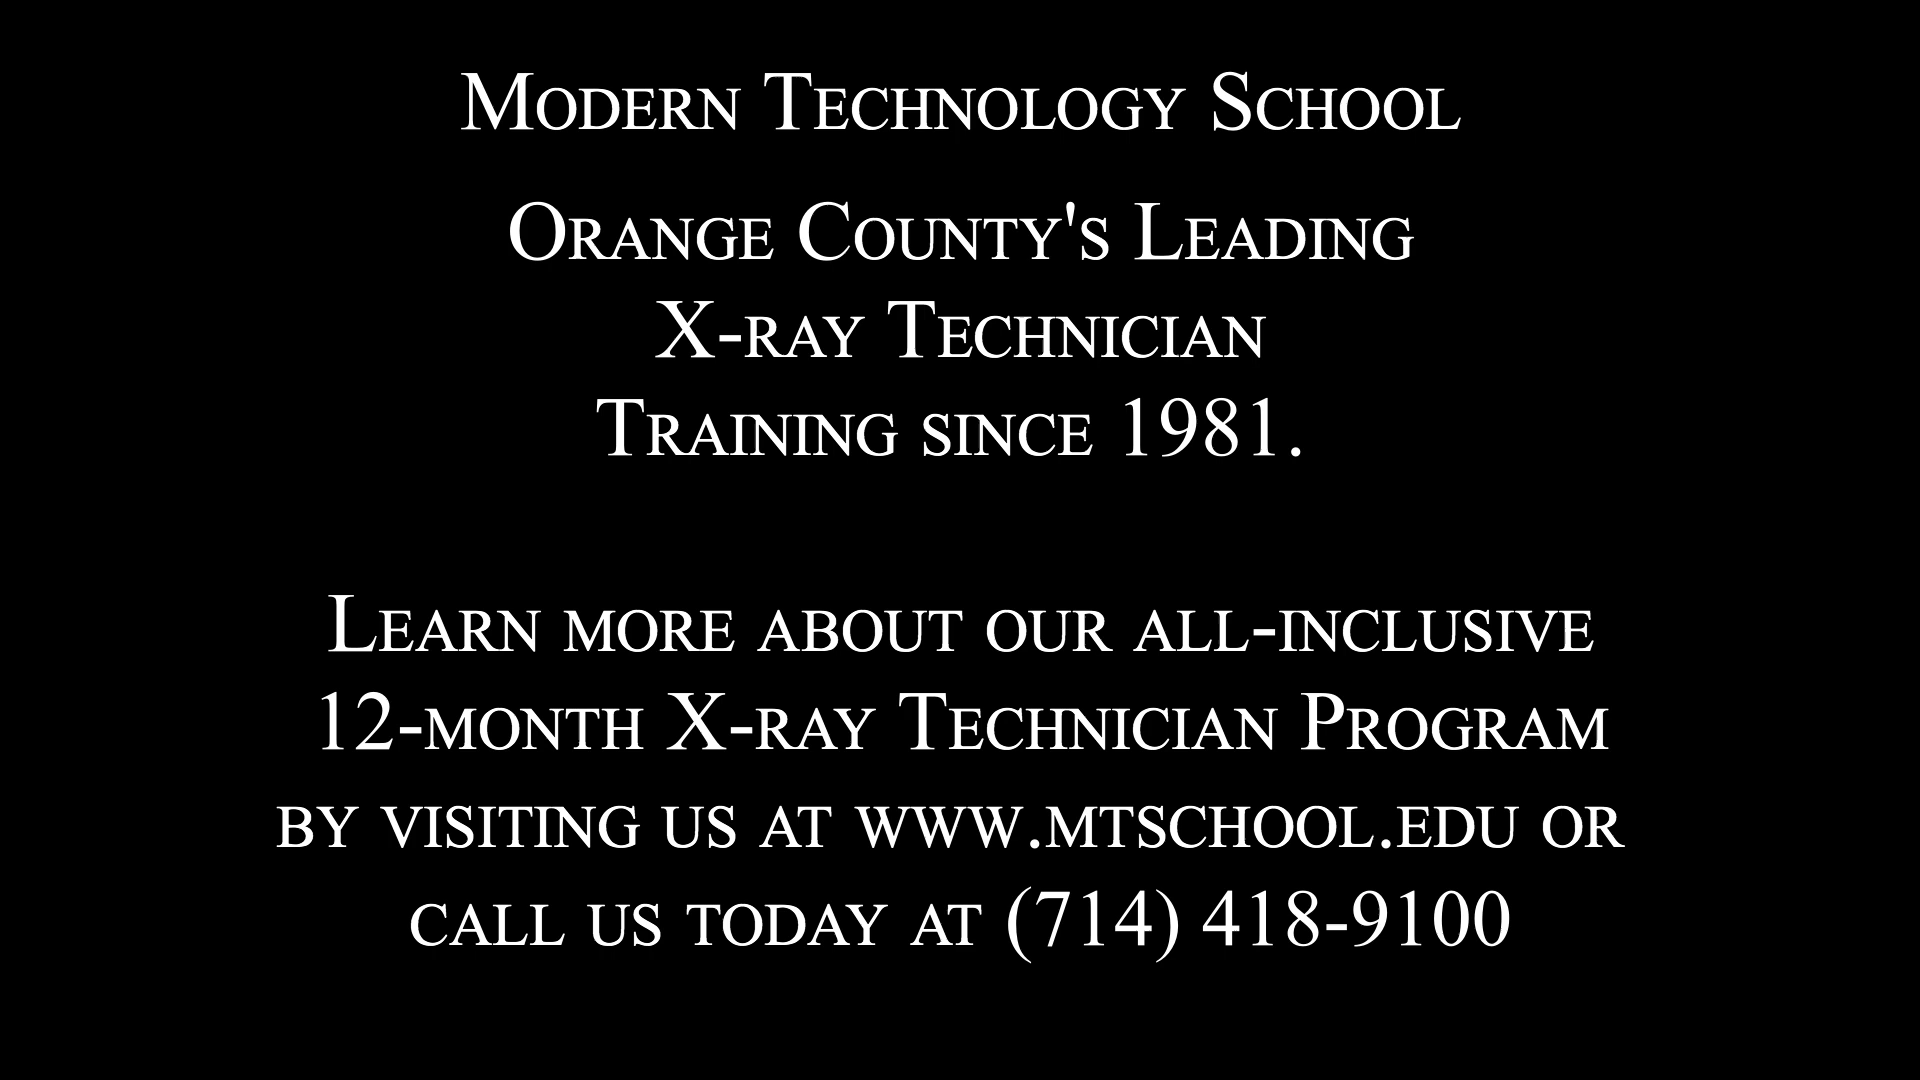 Modern Technology School
Orange County's Leading
X-ray Technician
Training since 1981.
Learn more about our all-inclusive
12-month X-ray Technician Program
by visiting us at www.mtschool.edu or
call us today at (714) 418-9100